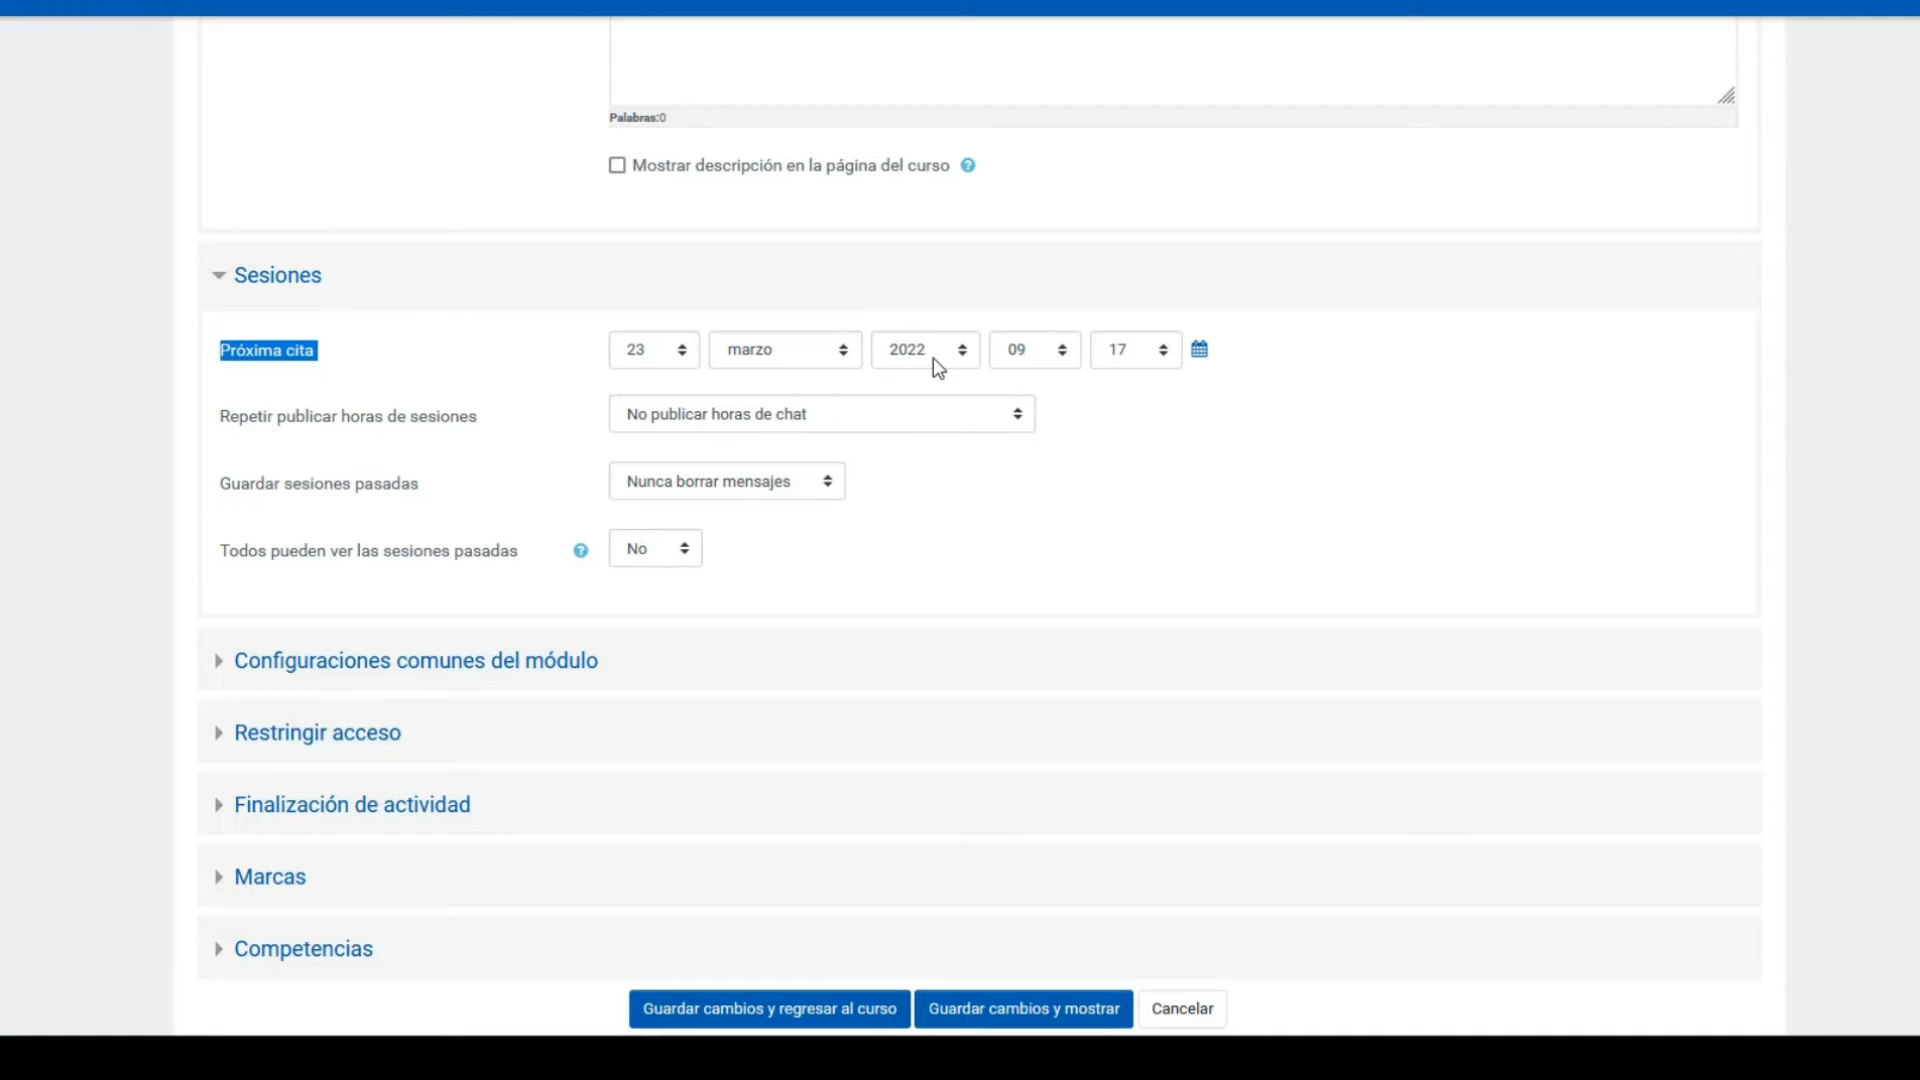 Palabras:0
Mostrar descripción en la página del curso
Sesiones
Próxima cita 23 marzo 2022 09 17
Repetir publicar horas de sesiones No publicar horas de chat
Guardar sesiones pasadas Nunca borrar mensajes
Todos pueden ver las sesiones pasadas No
Configuraciones comunes del módulo
Restringir acceso
Finalización de actividad
Marcas
Competencias
Guardar cambios y regresar al curso Guardar cambios y mostrar Cancelar